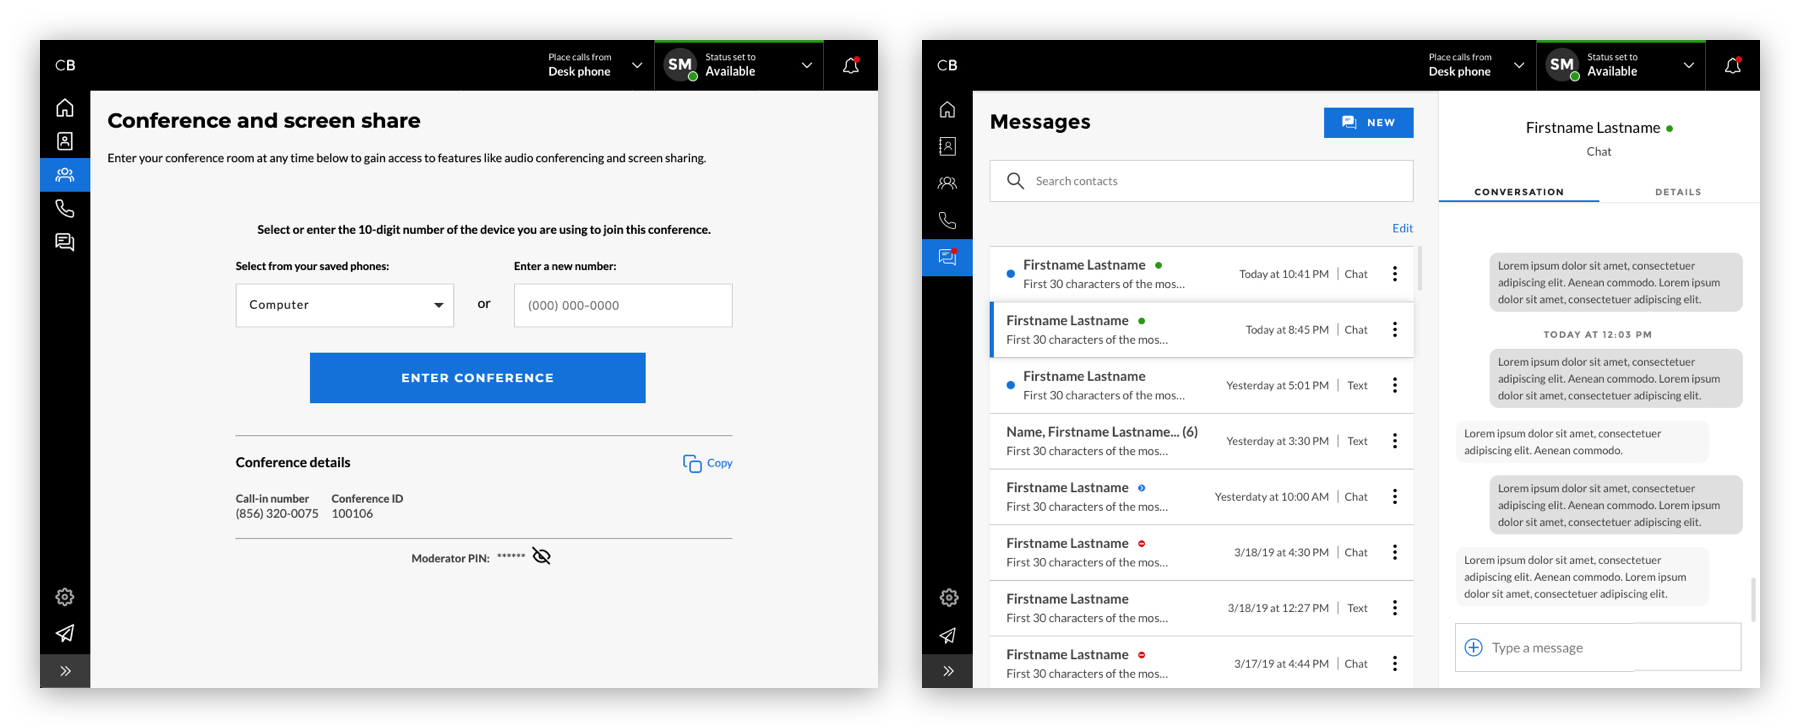 CB
Place calls from
Desk phone
SM
Status set to
Available
Conference and screen share
Enter your conference room at any time below to gain access to features like audio conferencing and screen sharing.
Select or enter the 10-digit number of the device you are using to join this conference.
Select from your saved phones:
Enter a new number:
Computer
or
(000) 000-0000
ENTER CONFERENCE
Conference details
Copy
Call-in number
Conference ID
(856) 320-0075
100106
Moderator PIN: ******
CB
Place calls from
Desk phone
SM
Status set to
Available
Messages
NEW
Search contacts
Edit
Firstname Lastname
First 30 characters of the mos...
Today at 10:41 PM | Chat
Firstname Lastname
First 30 characters of the mos...
Today at 8:45 PM | Chat
Firstname Lastname
First 30 characters of the mos...
Yesterday at 5:01 PM | Text
Name, Firstname Lastname... (6)
First 30 characters of the mos...
Yesterday at 3:30 PM | Text
Firstname Lastname
First 30 characters of the mos...
Yesterdaty at 10:00 AM | Chat
Firstname Lastname
First 30 characters of the mos...
3/18/19 at 4:30 PM | Chat
Firstname Lastname
First 30 characters of the mos...
3/18/19 at 12:27 PM | Text
Firstname Lastname
First 30 characters of the mos...
3/17/19 at 4:44 PM | Chat
Firstname Lastname
Chat
CONVERSATION
DETAILS
Lorem ipsum dolor sit amet, consectetuer
adipiscing elit. Aenean commodo. Lorem ipsum
dolor sit amet, consectetuer adipiscing elit.
TODAY AT 12:03 PM
Lorem ipsum dolor sit amet, consectetuer
adipiscing elit. Aenean commodo. Lorem ipsum
dolor sit amet, consectetuer adipiscing elit.
Lorem ipsum dolor sit amet, consectetuer
adipiscing elit. Aenean commodo.
Lorem ipsum dolor sit amet, consectetuer
adipiscing elit. Aenean commodo. Lorem ipsum
dolor sit amet, consectetuer adipiscing elit.
Lorem ipsum dolor sit amet, consectetuer
adipiscing elit. Aenean commodo. Lorem ipsum
dolor sit amet, consectetuer adipiscing elit.
Type a message